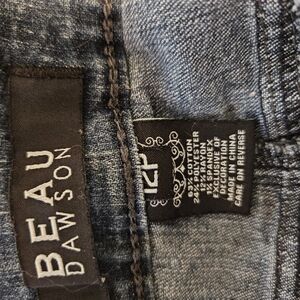 BEAU
DAWSON
12P
63% COTTON
24% POLYESTER
12% RAYON
1% SPANDEX
EXCLUSIVE OF
DECORATION
MADE IN CHINA
CARE ON REVERSE